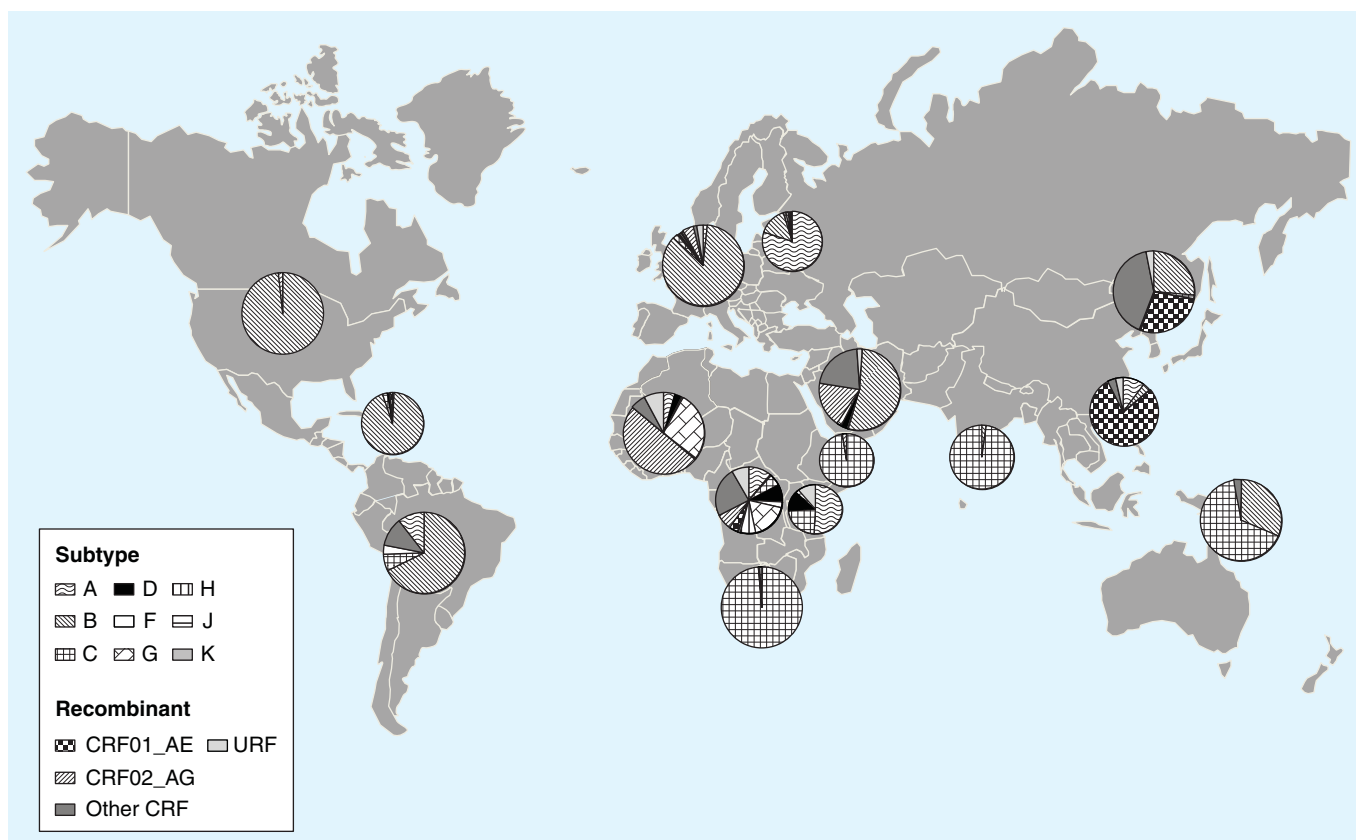 Subtype
A D H
B F J
C G K
Recombinant
CRF01_AE URF
CRF02_AG
Other CRF